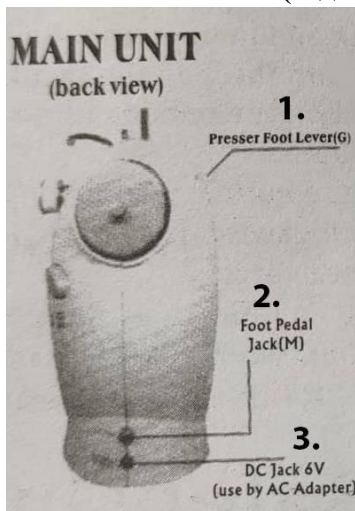 MAIN UNIT
(back view)
1.
Presser Foot Lever(G)
2.
Foot Pedal
Jack(M)
3.
DC Jack 6V
(use by AC Adapter)